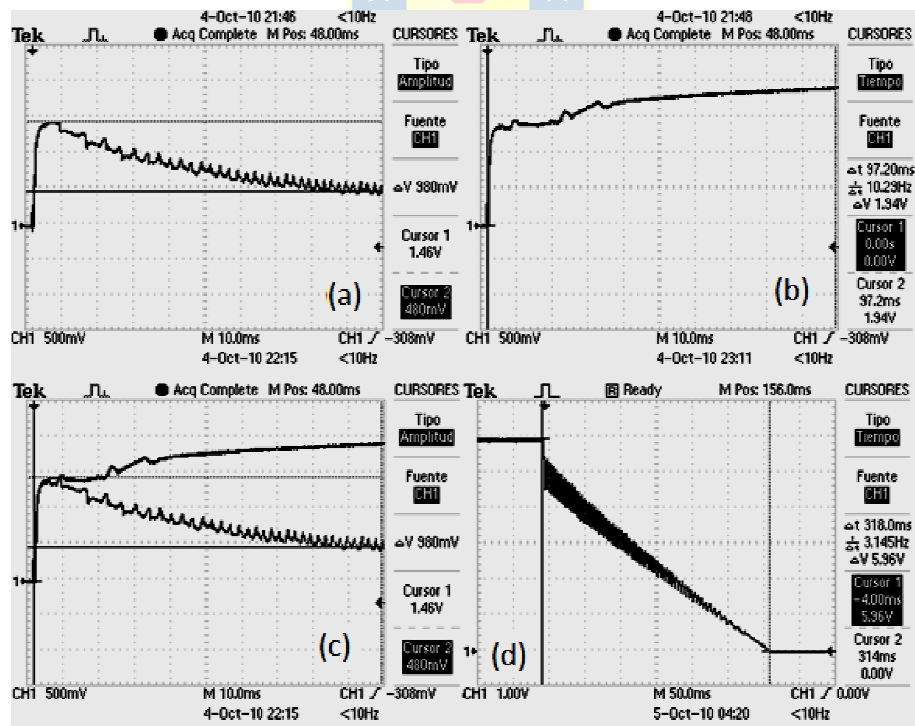 4-Oct-10 21:46 <10Hz
Tek Acq Complete M Pos: 48.00ms CURSORES
Tipo
Amplitud
Fuente
CH1
△V 980mV
Cursor 1
1.46V
Cursor 2
480mV
1
(a)
CH1 500mV M 10.0ms CH1 -308mV
4-Oct-10 22:15 <10Hz
4-Oct-10 21:48 <10Hz
Tek Acq Complete M Pos: 48.00ms CURSORES
Tipo
Tiempo
Fuente
CH1
△t 97.20ms
1/△t 10.29Hz
△V 1.94V
Cursor 1
0.00s
0.00V
Cursor 2
97.2ms
1.94V
1
(b)
CH1 500mV M 10.0ms CH1 -308mV
4-Oct-10 23:11 <10Hz
Tek Acq Complete M Pos: 48.00ms CURSORES
Tipo
Amplitud
Fuente
CH1
△V 980mV
Cursor 1
1.46V
Cursor 2
480mV
1
(c)
CH1 500mV M 10.0ms CH1 -308mV
4-Oct-10 22:15 <10Hz
Tek R Ready M Pos: 156.0ms CURSORES
Tipo
Tiempo
Fuente
CH1
△t 318.0ms
1/△t 3.145Hz
△V 5.96V
Cursor 1
-4.00ms
5.96V
Cursor 2
314ms
0.00V
1
(d)
CH1 1.00V M 50.0ms CH1 0.00V
5-Oct-10 04:20 <10Hz